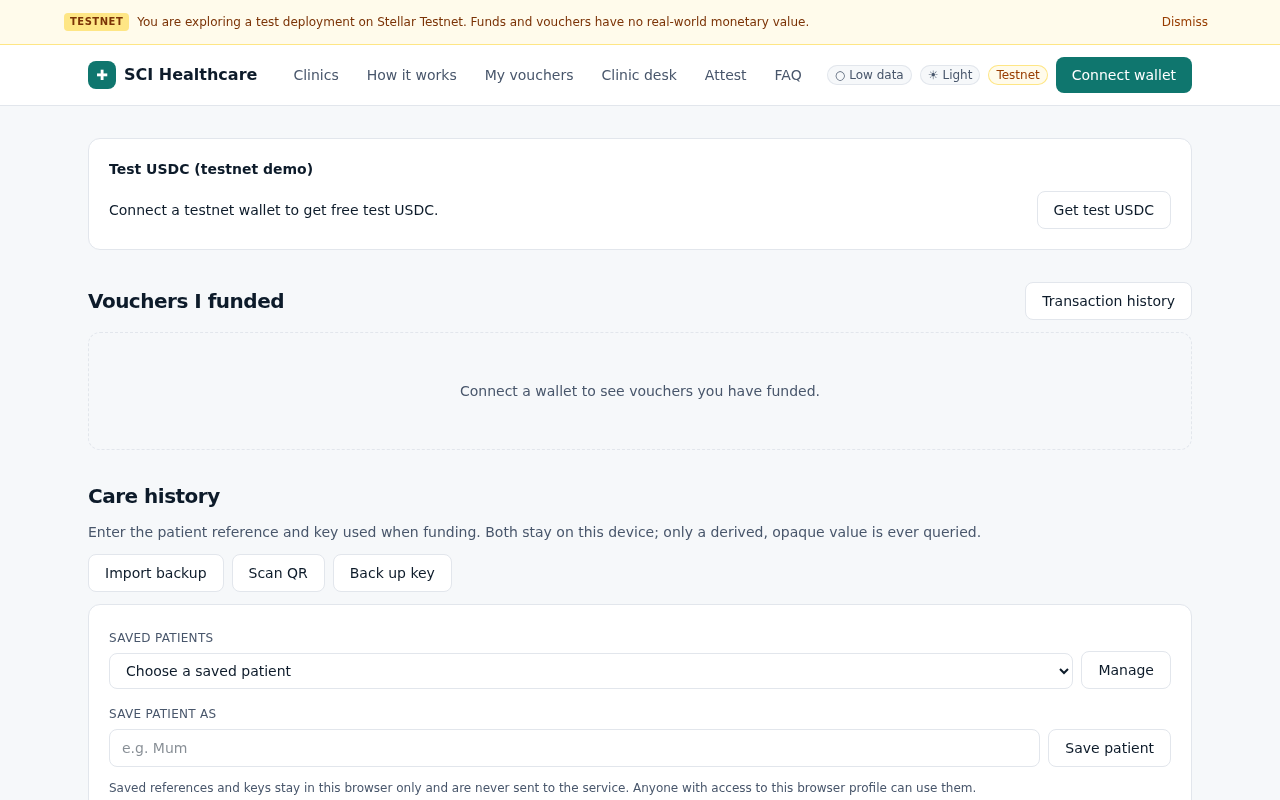 TESTNET You are exploring a test deployment on Stellar Testnet. Funds and vouchers have no real-world monetary value. Dismiss
SCI Healthcare Clinics How it works My vouchers Clinic desk Attest FAQ Low data Light Testnet Connect wallet
Test USDC (testnet demo)
Connect a testnet wallet to get free test USDC. Get test USDC
Vouchers I funded Transaction history
Connect a wallet to see vouchers you have funded.
Care history
Enter the patient reference and key used when funding. Both stay on this device; only a derived, opaque value is ever queried.
Import backup Scan QR Back up key
SAVED PATIENTS
Choose a saved patient Manage
SAVE PATIENT AS
e.g. Mum Save patient
Saved references and keys stay in this browser only and are never sent to the service. Anyone with access to this browser profile can use them.